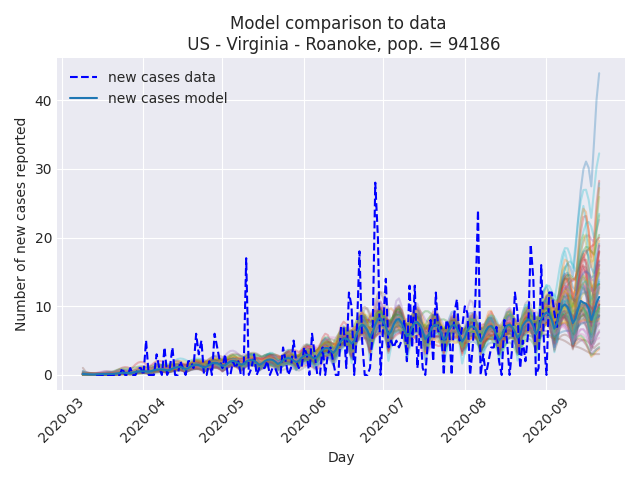 Model comparison to data
US - Virginia - Roanoke, pop. = 94186
new cases data
new cases model
Number of new cases reported
40
30
20
10
0
2020-03
2020-04
2020-05
2020-06
2020-07
2020-08
2020-09
Day